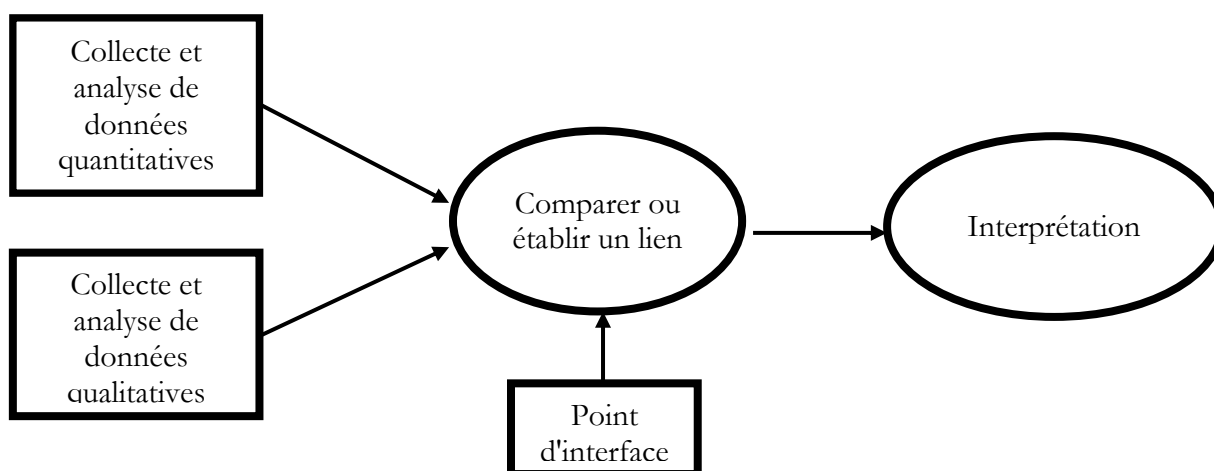 Collecte et
analyse de
données
quantitatives
Collecte et
analyse de
données
qualitatives
Comparer ou
établir un lien
Point
d'interface
Interprétation